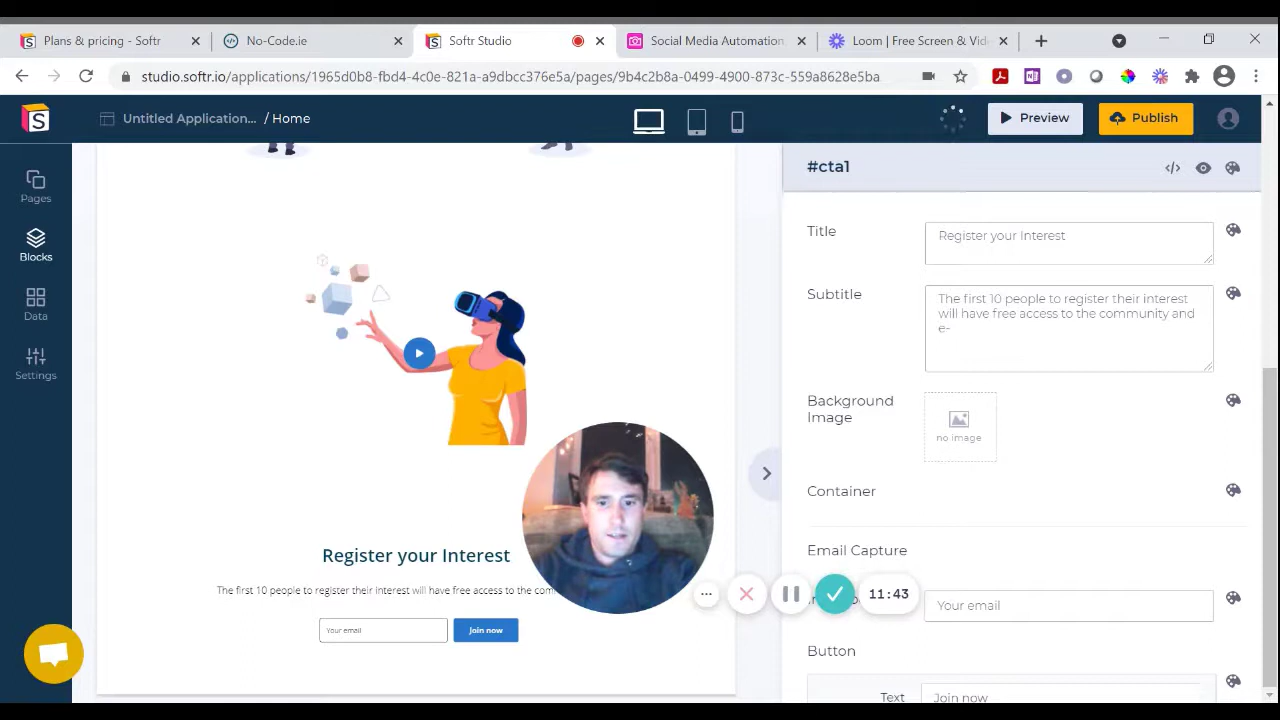 Plans & pricing - Softr
No-Code.ie
Softr Studio
Social Media Automation
Loom | Free Screen & Vid
studio.softr.io/applications/1965d0b8-fbd4-4c0e-821a-a9dbcc376e5a/pages/9b4c2b8a-0499-4900-873c-559a8628e5ba
S
Untitled Application... / Home
Preview
Publish
Pages
Blocks
Data
Settings
#cta1
Title
Register your Interest
Subtitle
The first 10 people to register their interest
will have free access to the community and
e-
Background
Image
no image
Container
Email Capture
Your email
Button
Text
Join now
Register your Interest
The first 10 people to register their interest will have free access to the com
Your email
Join now
11:43